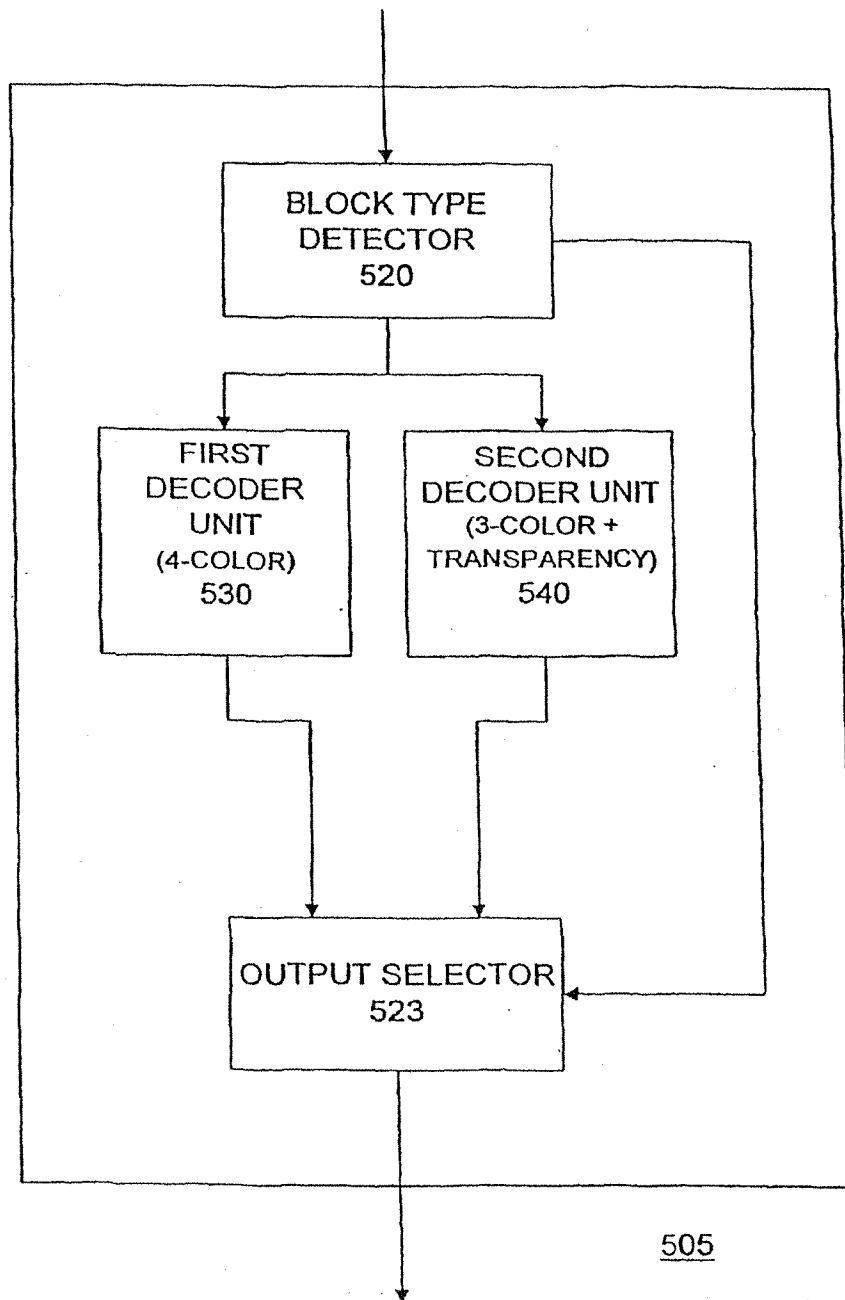 BLOCK TYPE
DETECTOR
520
FIRST
DECODER
UNIT
(4-COLOR)
530
SECOND
DECODER UNIT
(3-COLOR +
TRANSPARENCY)
540
OUTPUT SELECTOR
523
505